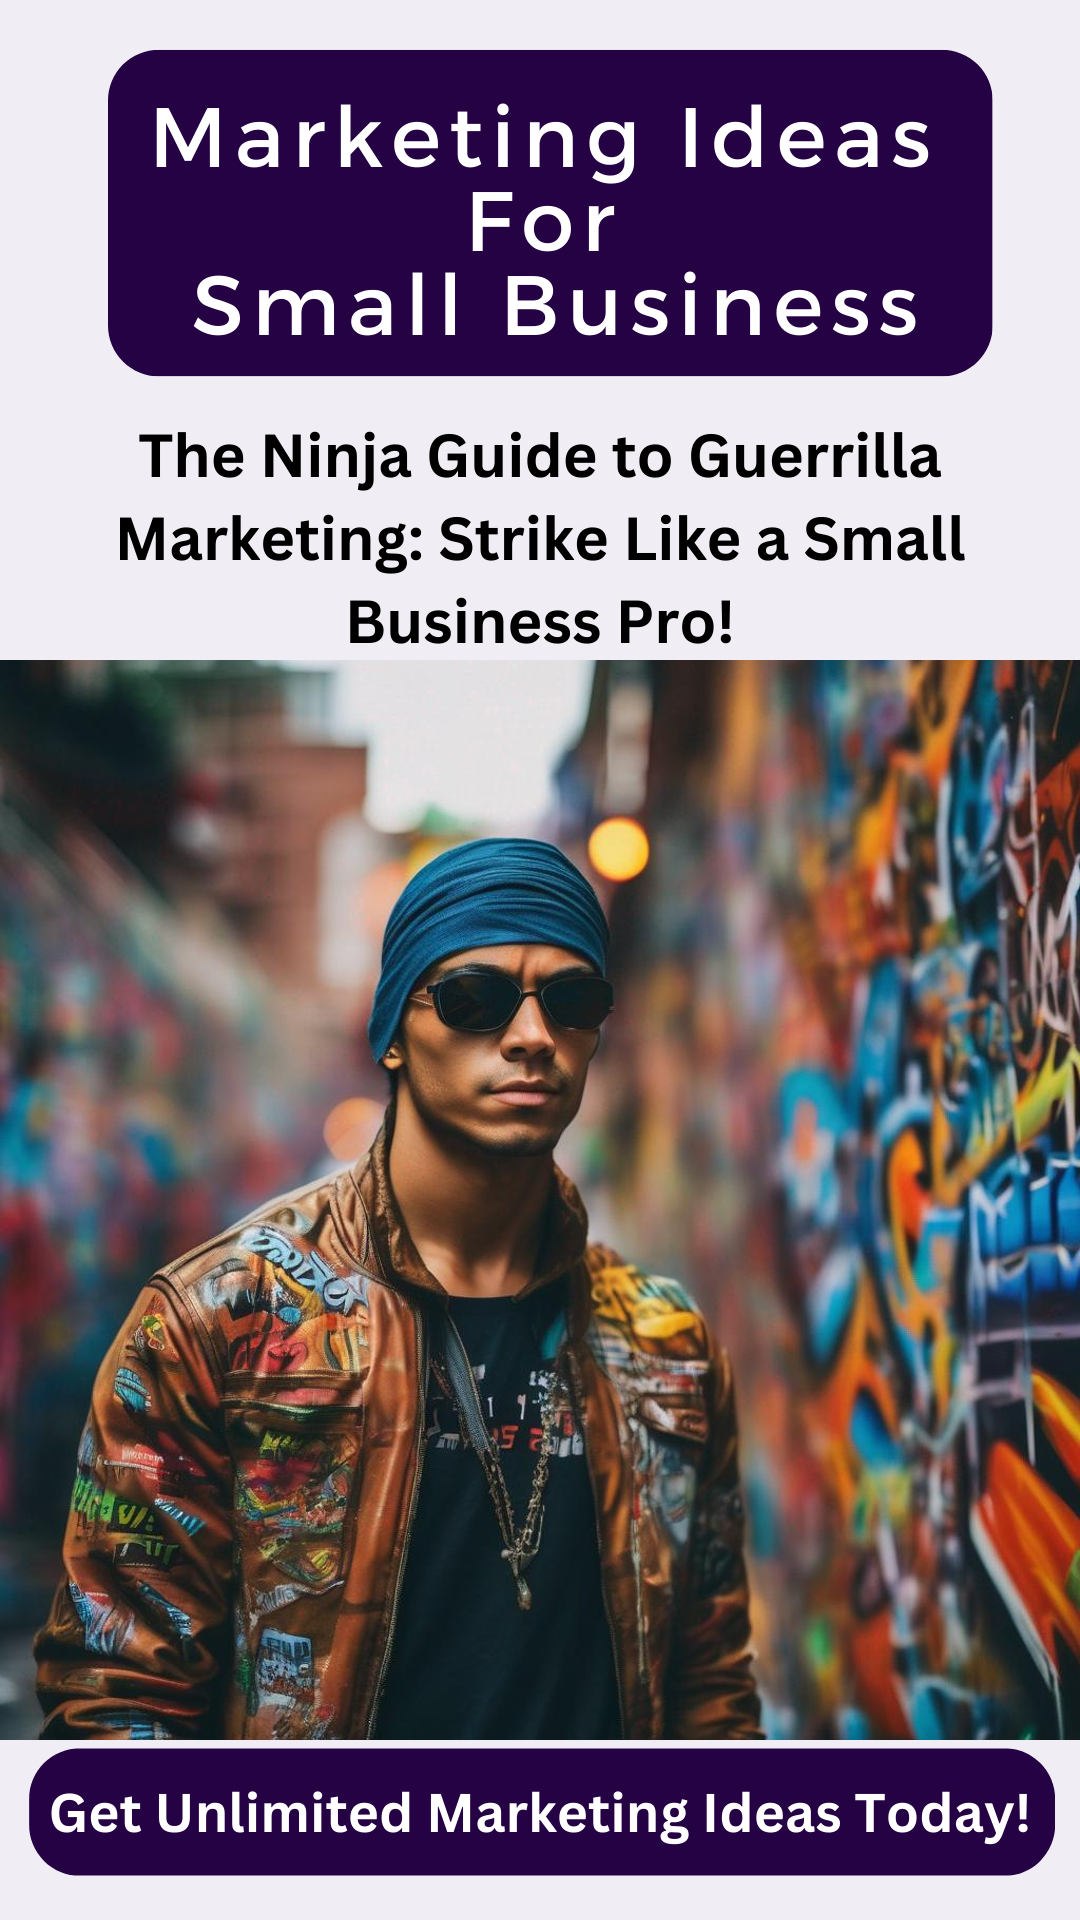 Marketing Ideas
For
Small Business
The Ninja Guide to Guerrilla
Marketing: Strike Like a Small
Business Pro!
Get Unlimited Marketing Ideas Today!